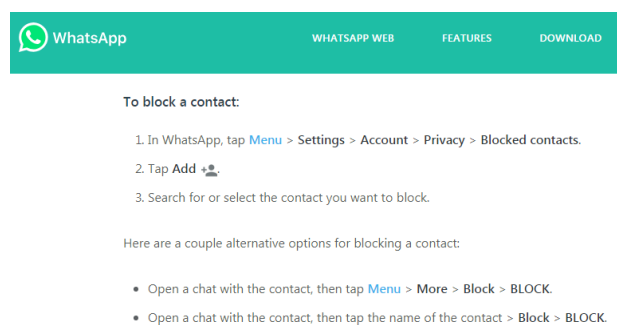 WhatsApp WHATSAPP WEB FEATURES DOWNLOAD
To block a contact:
1. In WhatsApp, tap Menu > Settings > Account > Privacy > Blocked contacts.
2. Tap Add .
3. Search for or select the contact you want to block.
Here are a couple alternative options for blocking a contact:
• Open a chat with the contact, then tap Menu > More > Block > BLOCK.
• Open a chat with the contact, then tap the name of the contact > Block > BLOCK.